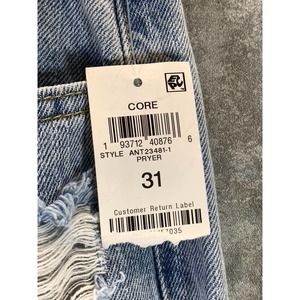 CORE
1 93712 40876 6
STYLE ANT23481-1
PRYER
31
Customer Return Label